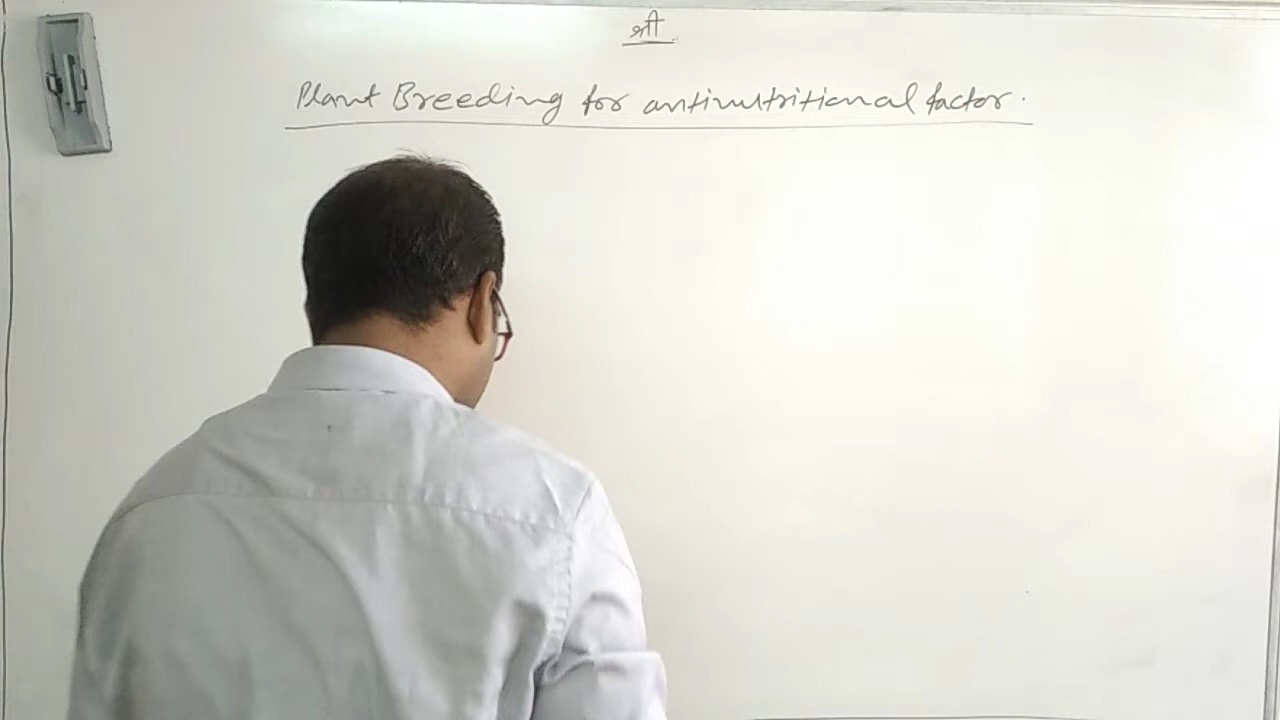 श्री
Plant Breeding for antinutritional factor.